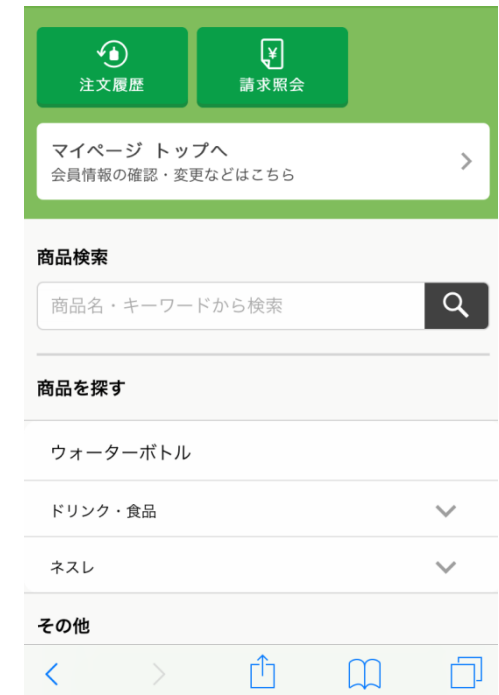 注文履歴
請求照会
マイページ トップへ
会員情報の確認・変更などはこちら
商品検索
商品名・キーワードから検索
商品を探す
ウォーターボトル
ドリンク・食品
ネスレ
その他